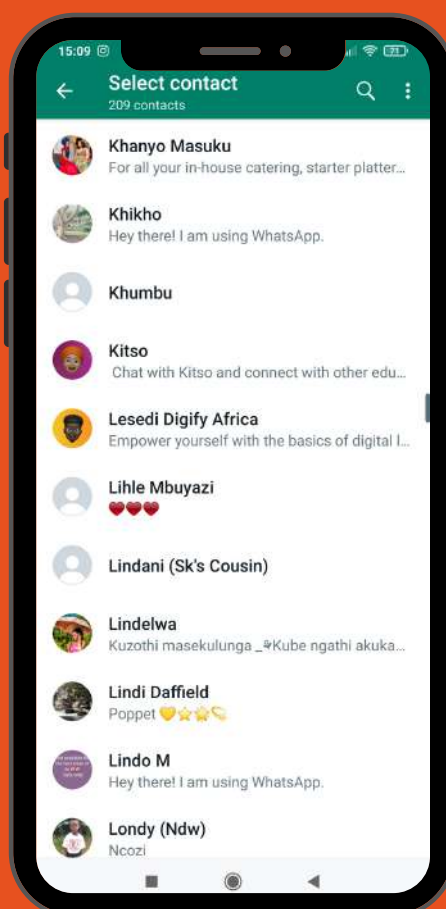 15:09
71
Select contact
209 contacts
Khanyo Masuku
For all your in-house catering, starter platter...
Khikho
Hey there! I am using WhatsApp.
Khumbu
Kitso
Chat with Kitso and connect with other edu...
Lesedi Digify Africa
Empower yourself with the basics of digital l...
Lihle Mbuyazi
❤❤❤
Lindani (Sk's Cousin)
Lindelwa
Kuzothi masekulunga _Kube ngathi akuka...
Lindi Daffield
Poppet 💛⭐⭐💫
Lindo M
Hey there! I am using WhatsApp.
Londy (Ndw)
Ncozi